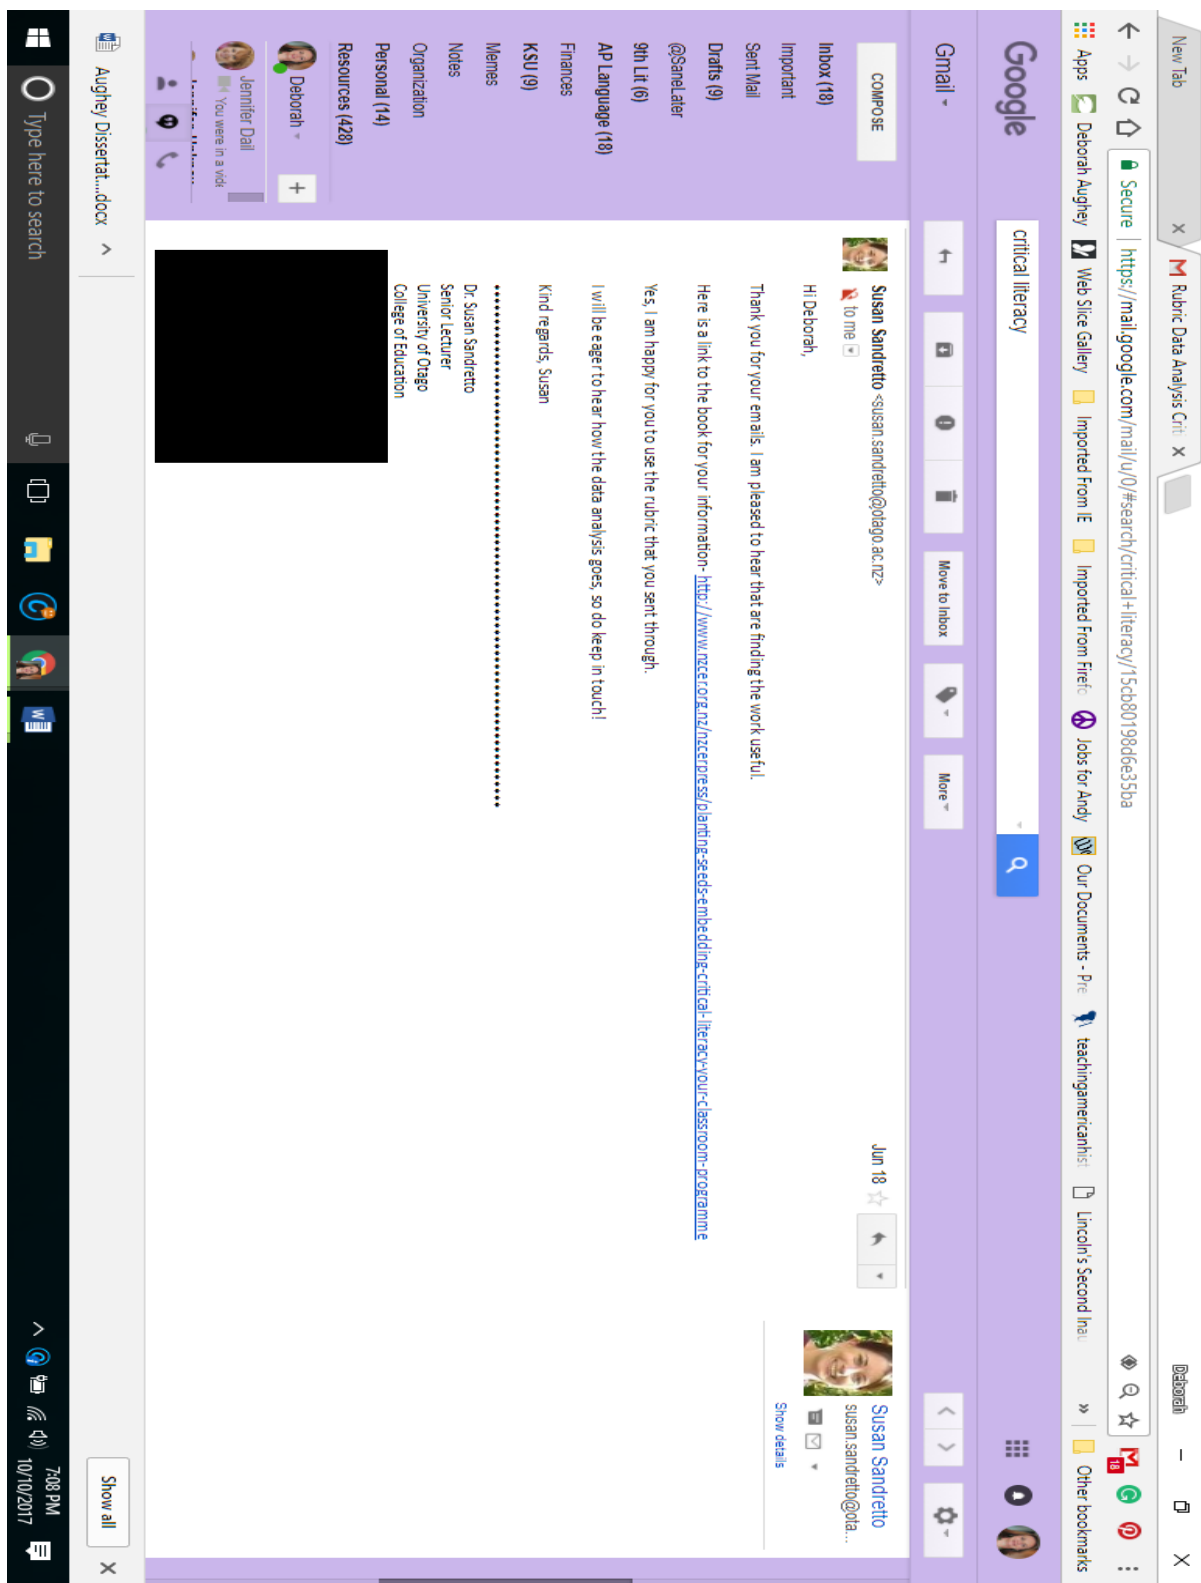 New Tab
Rubric Data Analysis Crit
Deborah
Secure https://mail.google.com/mail/u/0/#search/critical+literacy/15cb80198d6e35ba
18
Apps Deborah Aughey Web Slice Gallery Imported From IE Imported From Firefo Jobs for Andy Our Documents - Pre teachingamericanhist Lincoln's Second Inau » Other bookmarks
Google
critical literacy
Gmail
Move to Inbox
More
COMPOSE
Inbox (18)
Important
Sent Mail
Drafts (9)
@SaneLater
9th Lit (6)
AP Language (18)
Finances
KSU (9)
Memes
Notes
Organization
Personal (14)
Resources (428)
Deborah
+
Jennifer Dail
You were in a vide
Susan Sandretto <susan.sandretto@otago.ac.nz>
Jun 18
to me
Hi Deborah,
Thank you for your emails. I am pleased to hear that are finding the work useful.
Here is a link to the book for your information- http://www.nzcer.org.nz/nzcerpress/planting-seeds-embedding-critical-literacy-your-classroom-programme
Yes, I am happy for you to use the rubric that you sent through.
I will be eager to hear how the data analysis goes, so do keep in touch!
Kind regards, Susan
Dr. Susan Sandretto
Senior Lecturer
University of Otago
College of Education
Susan Sandretto
susan.sandretto@ota...
Show details
Aughey Dissertat....docx
Show all
Type here to search
7:08 PM
10/10/2017